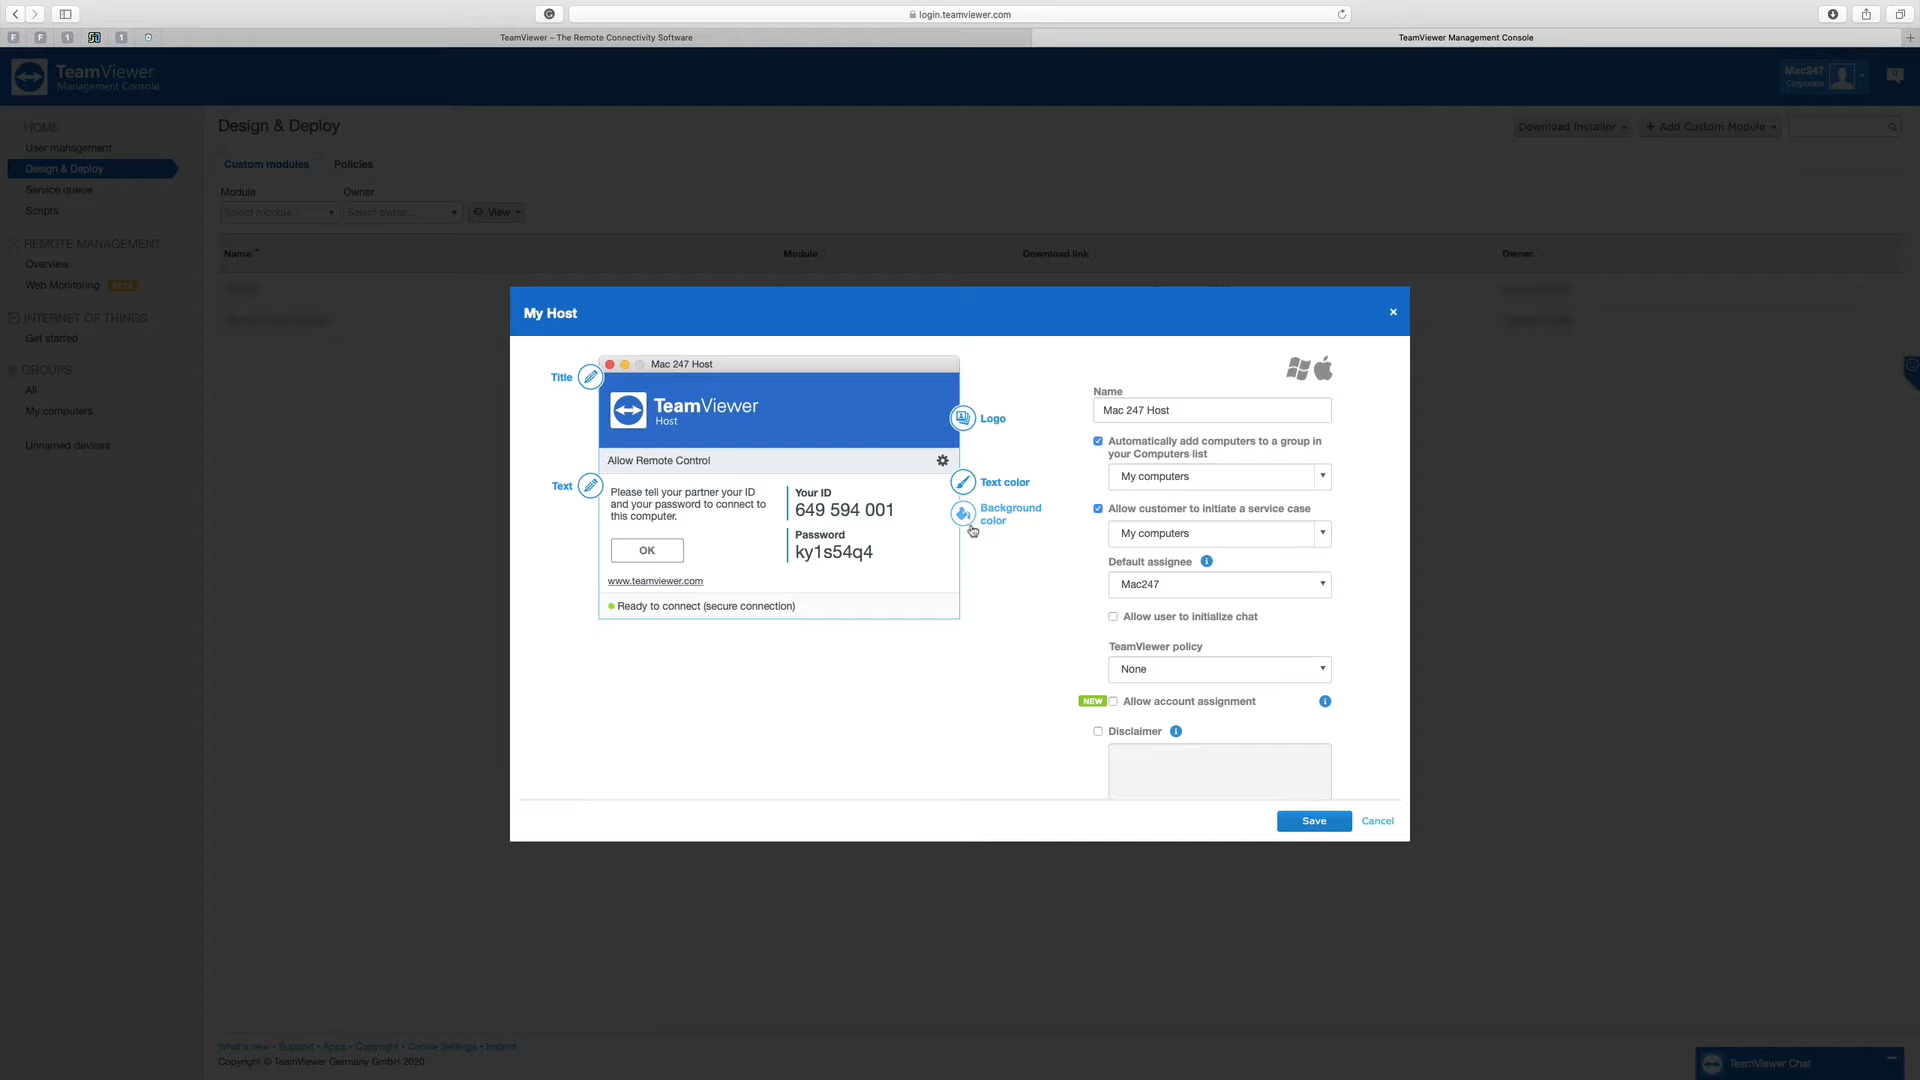 login.teamviewer.com
F
F
1
1
TeamViewer – The Remote Connectivity Software
TeamViewer Management Console
TeamViewer
Management Console
Mac247
Corporate
HOME
User management
Design & Deploy
Service queue
Scripts
REMOTE MANAGEMENT
Overview
Web Monitoring BETA
INTERNET OF THINGS
Get started
GROUPS
All
My computers
Unnamed devices
Design & Deploy
Download Installer
+ Add Custom Module
Custom modules
Policies
Module
Owner
Select module...
Select owner...
View
Name
Module
Download link
Owner
My Host
×
Title
Mac 247 Host
TeamViewer
Host
Logo
Allow Remote Control
Text
Please tell your partner your ID
and your password to connect to
this computer.
OK
www.teamviewer.com
Your ID
649 594 001
Password
ky1s54q4
Text color
Background
color
Ready to connect (secure connection)
Name
Mac 247 Host
Automatically add computers to a group in
your Computers list
My computers
Allow customer to initiate a service case
My computers
Default assignee
Mac247
Allow user to initialize chat
TeamViewer policy
None
NEW
Allow account assignment
Disclaimer
Save
Cancel
What's new • Support • Apps • Copyright • Cookie Settings • Imprint
Copyright © TeamViewer Germany GmbH 2020
TeamViewer Chat